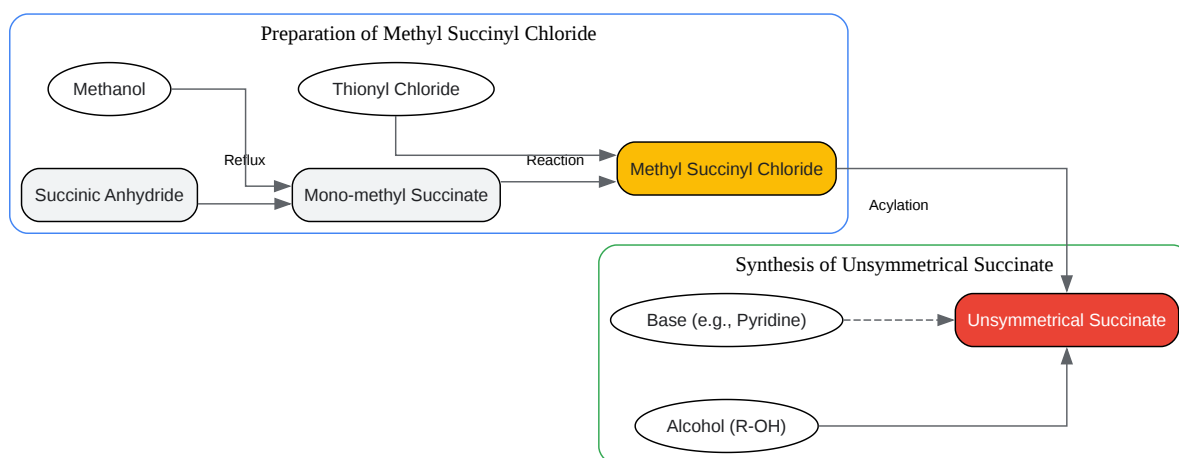 Preparation of Methyl Succinyl Chloride
Methanol
Thionyl Chloride
Reflux
Reaction
Methyl Succinyl Chloride
Succinic Anhydride
Mono-methyl Succinate
Acylation
Synthesis of Unsymmetrical Succinate
Base (e.g., Pyridine)
Unsymmetrical Succinate
Alcohol (R-OH)